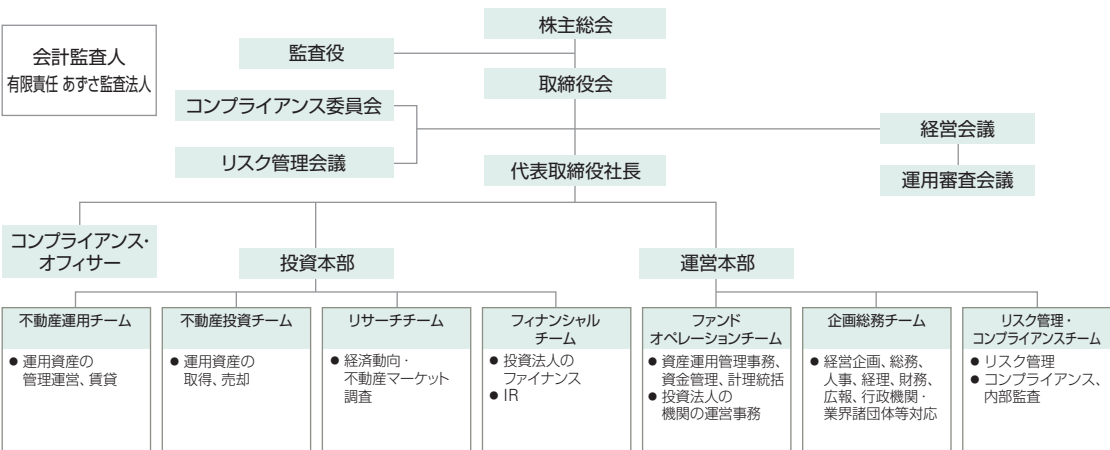 株主総会
会計監査人
有限責任 あずさ監査法人
監査役
取締役会
コンプライアンス委員会
経営会議
リスク管理会議
代表取締役社長
運用審査会議
コンプライアンス・
オフィサー
投資本部
運営本部
不動産運用チーム
● 運用資産の
管理運営、賃貸
不動産投資チーム
● 運用資産の
取得、売却
リサーチチーム
● 経済動向・
不動産マーケット
調査
フィナンシャル
チーム
● 投資法人の
ファイナンス
● IR
ファンド
オペレーションチーム
● 資産運用管理事務、
資金管理、計理統括
● 投資法人の
機関の運営事務
企画総務チーム
● 経営企画、総務、
人事、経理、財務、
広報、行政機関・
業界諸団体等対応
リスク管理・
コンプライアンスチーム
● リスク管理
● コンプライアンス、
内部監査